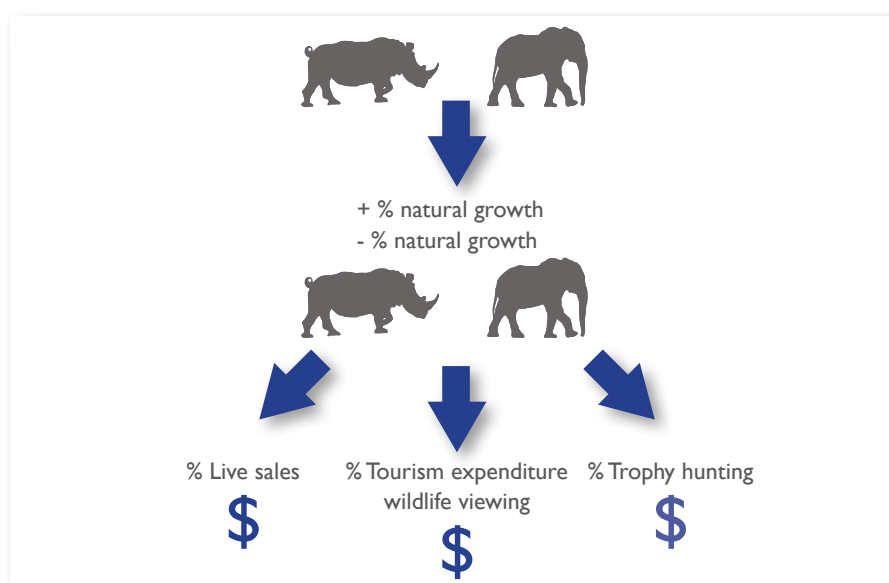 + % natural growth
- % natural growth
% Live sales
$
% Tourism expenditure
wildlife viewing
$
% Trophy hunting
$